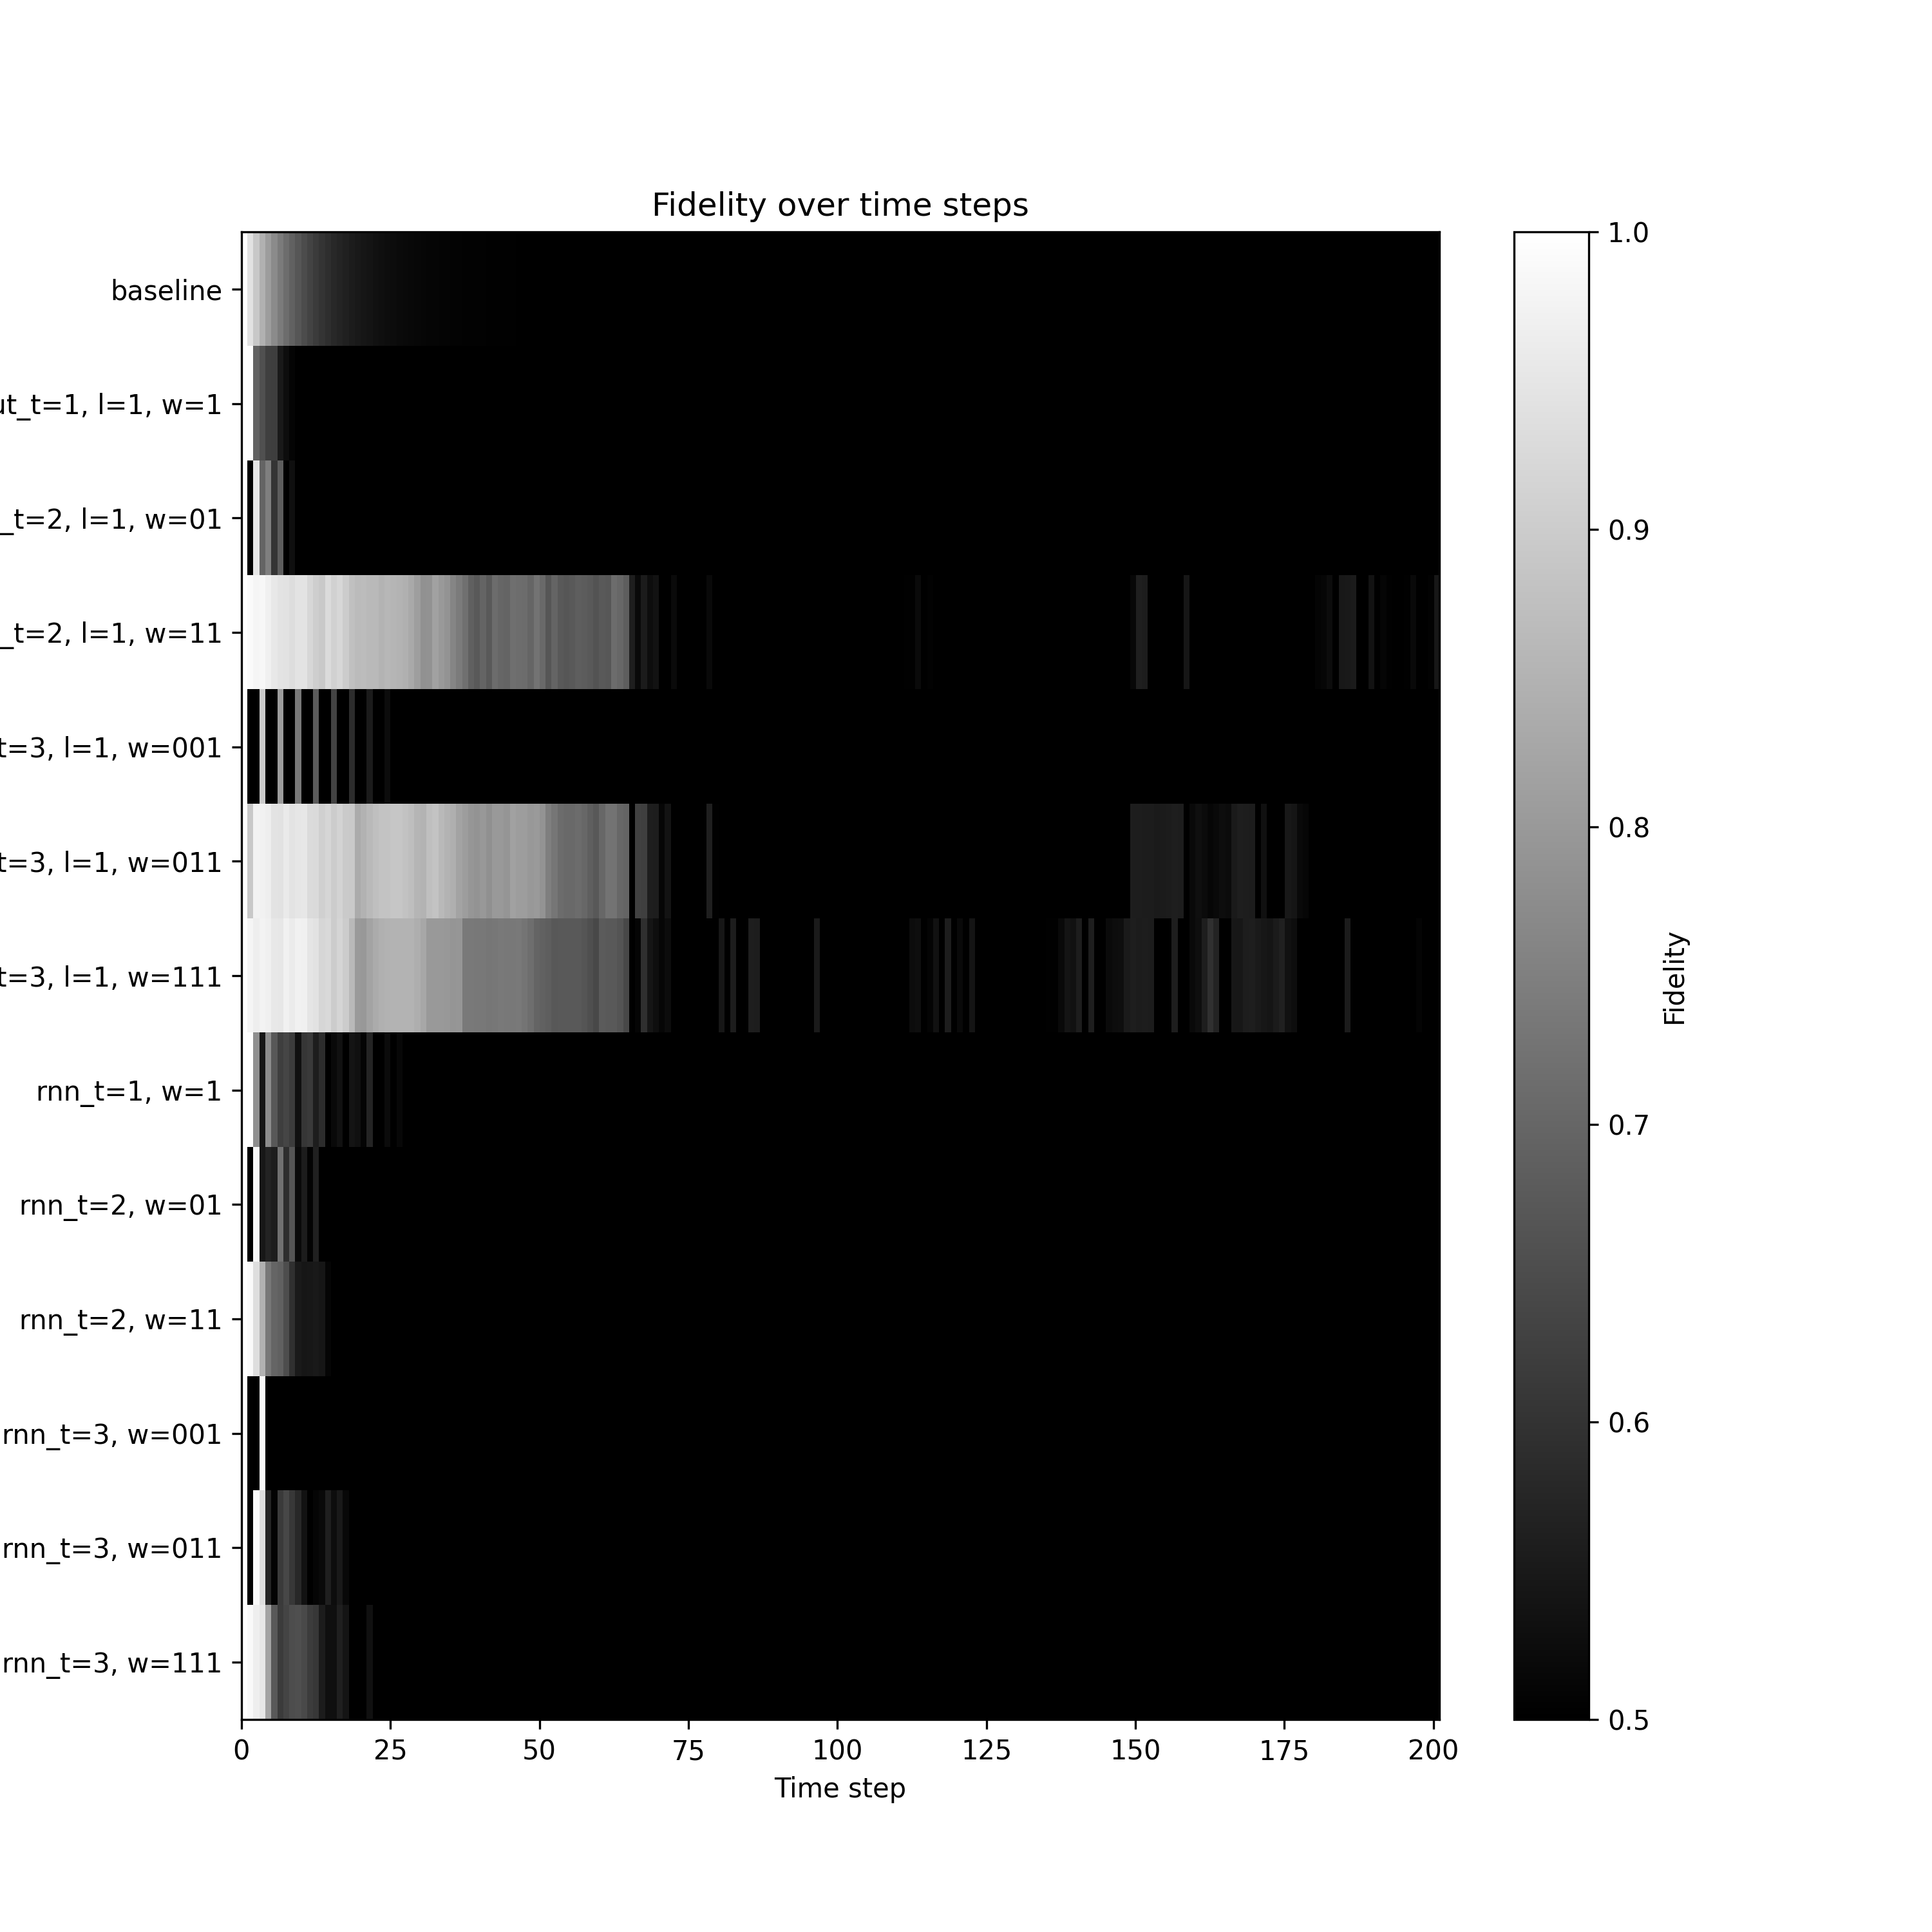 Fidelity over time steps
baseline
t=1, l=1, w=1
t=2, l=1, w=01
t=2, l=1, w=11
t=3, l=1, w=001
t=3, l=1, w=011
t=3, l=1, w=111
rnn_t=1, w=1
rnn_t=2, w=01
rnn_t=2, w=11
rnn_t=3, w=001
rnn_t=3, w=011
rnn_t=3, w=111
0 25 50 75 100 125 150 175 200
Time step
1.0
0.9
0.8
0.7
0.6
0.5
Fidelity